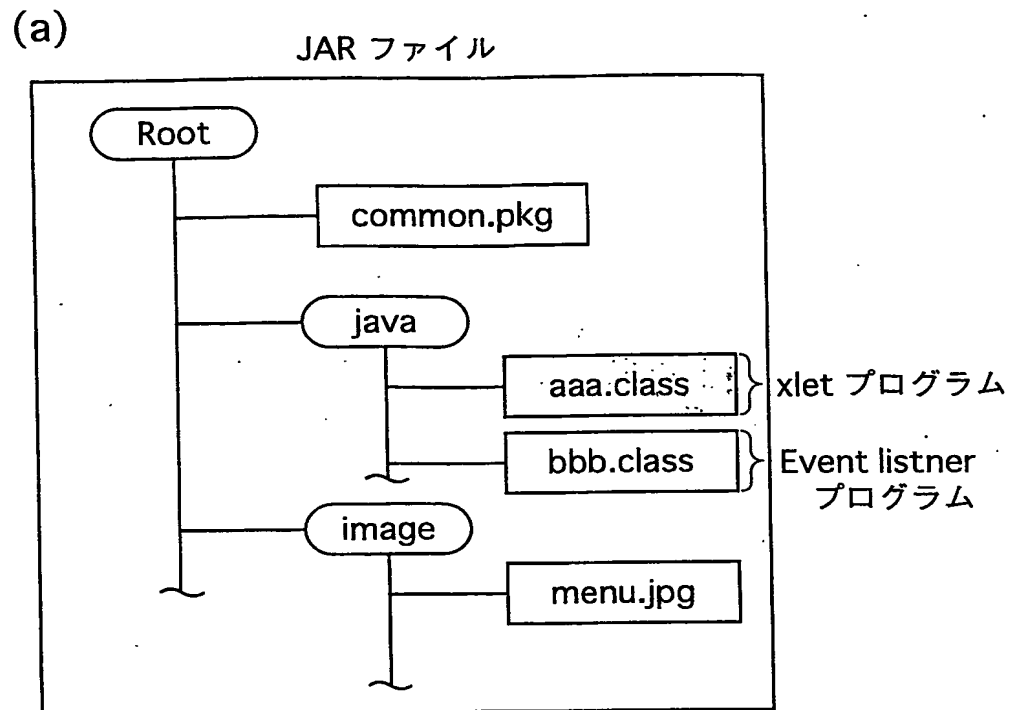 (a)
JAR ファイル
Root
common.pkg
java
aaa.class
xlet プログラム
bbb.class
Event listner
プログラム
image
menu.jpg